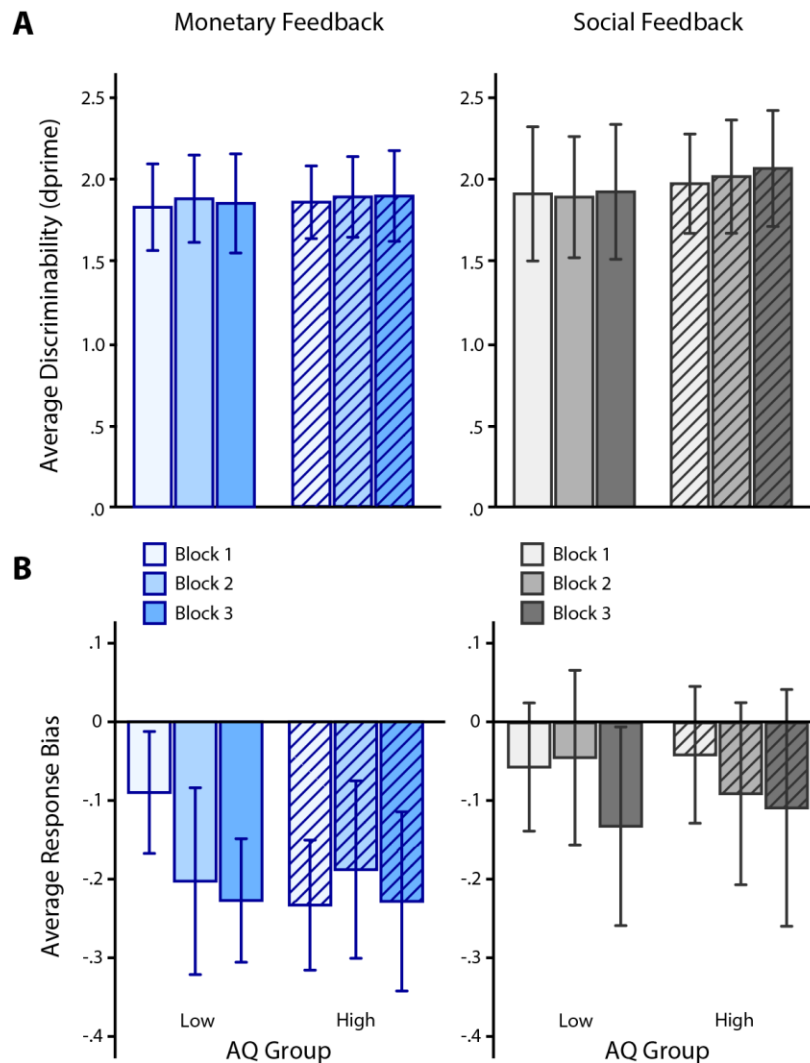 A
Monetary Feedback
Social Feedback
Average Discriminability (dprime)
2.5
2.0
1.5
1.0
.5
.0
Block 1
Block 2
Block 3
Block 1
Block 2
Block 3
B
Average Response Bias
.1
0
-.1
-.2
-.3
-.4
.1
0
-.1
-.2
-.3
-.4
2.5
2.0
1.5
1.0
.5
.0
Low
High
Low
High
AQ Group
AQ Group